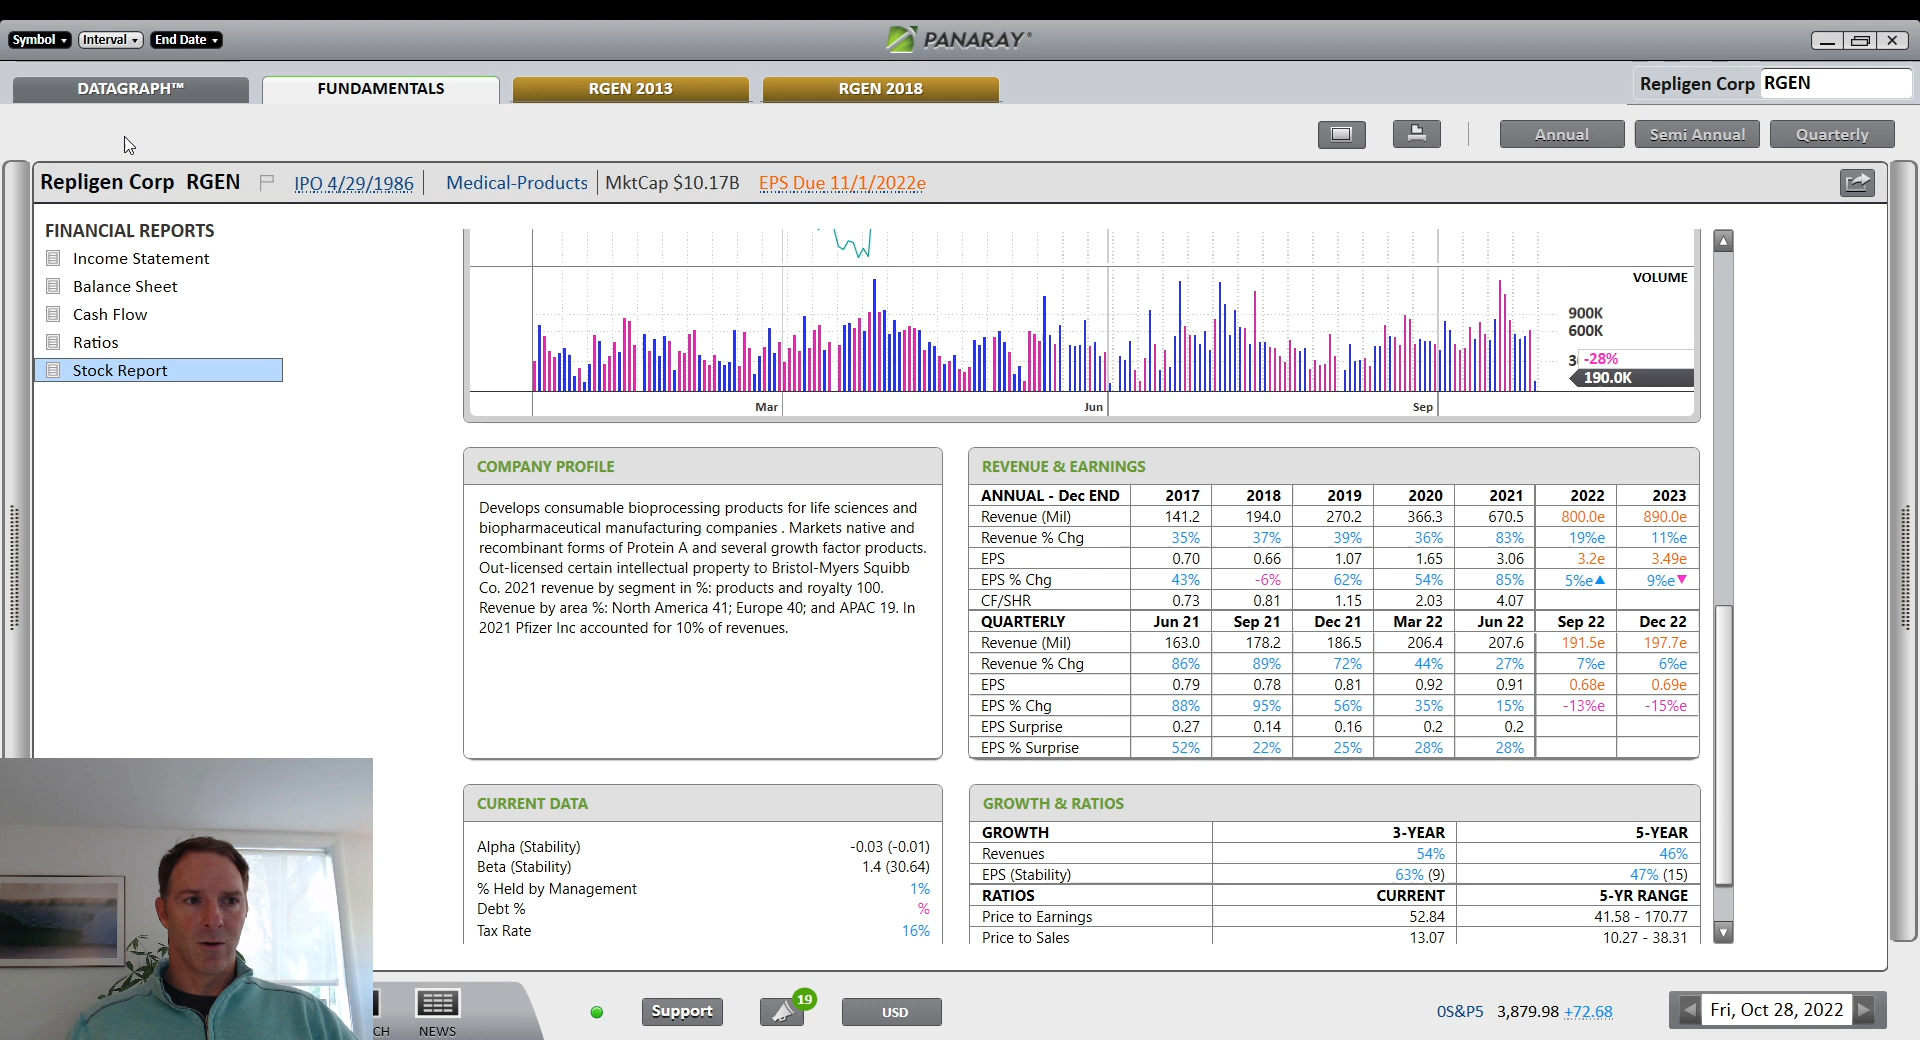 Symbol
Interval
End Date
PANARAY®
DATAGRAPH™
FUNDAMENTALS
RGEN 2013
RGEN 2018
Repligen Corp RGEN
Annual
Semi Annual
Quarterly
Repligen Corp RGEN IPO 4/29/1986 Medical-Products MktCap $10.17B EPS Due 11/1/2022e
FINANCIAL REPORTS
Income Statement
Balance Sheet
Cash Flow
Ratios
Stock Report
VOLUME
900K
600K
-28%
190.0K
Mar Jun Sep
COMPANY PROFILE
Develops consumable bioprocessing products for life sciences and
biopharmaceutical manufacturing companies . Markets native and
recombinant forms of Protein A and several growth factor products.
Out-licensed certain intellectual property to Bristol-Myers Squibb
Co. 2021 revenue by segment in %: products and royalty 100.
Revenue by area %: North America 41; Europe 40; and APAC 19. In
2021 Pfizer Inc accounted for 10% of revenues.
REVENUE & EARNINGS
ANNUAL - Dec END 2017 2018 2019 2020 2021 2022 2023
Revenue (Mil) 141.2 194.0 270.2 366.3 670.5 800.0e 890.0e
Revenue % Chg 35% 37% 39% 36% 83% 19%e 11%e
EPS 0.70 0.66 1.07 1.65 3.06 3.2e 3.49e
EPS % Chg 43% -6% 62% 54% 85% 5%e▲ 9%e▼
CF/SHR 0.73 0.81 1.15 2.03 4.07
QUARTERLY Jun 21 Sep 21 Dec 21 Mar 22 Jun 22 Sep 22 Dec 22
Revenue (Mil) 163.0 178.2 186.5 206.4 207.6 191.5e 197.7e
Revenue % Chg 86% 89% 72% 44% 27% 7%e 6%e
EPS 0.79 0.78 0.81 0.92 0.91 0.68e 0.69e
EPS % Chg 88% 95% 56% 35% 15% -13%e -15%e
EPS Surprise 0.27 0.14 0.16 0.2 0.2
EPS % Surprise 52% 22% 25% 28% 28%
CURRENT DATA
Alpha (Stability) -0.03 (-0.01)
Beta (Stability) 1.4 (30.64)
% Held by Management 1%
Debt % %
Tax Rate 16%
GROWTH & RATIOS
GROWTH 3-YEAR 5-YEAR
Revenues 54% 46%
EPS (Stability) 63% (9) 47% (15)
RATIOS CURRENT 5-YR RANGE
Price to Earnings 52.84 41.58 - 170.77
Price to Sales 13.07 10.27 - 38.31
CH
NEWS
Support
19
USD
0S&P5 3,879.98 +72.68
Fri, Oct 28, 2022